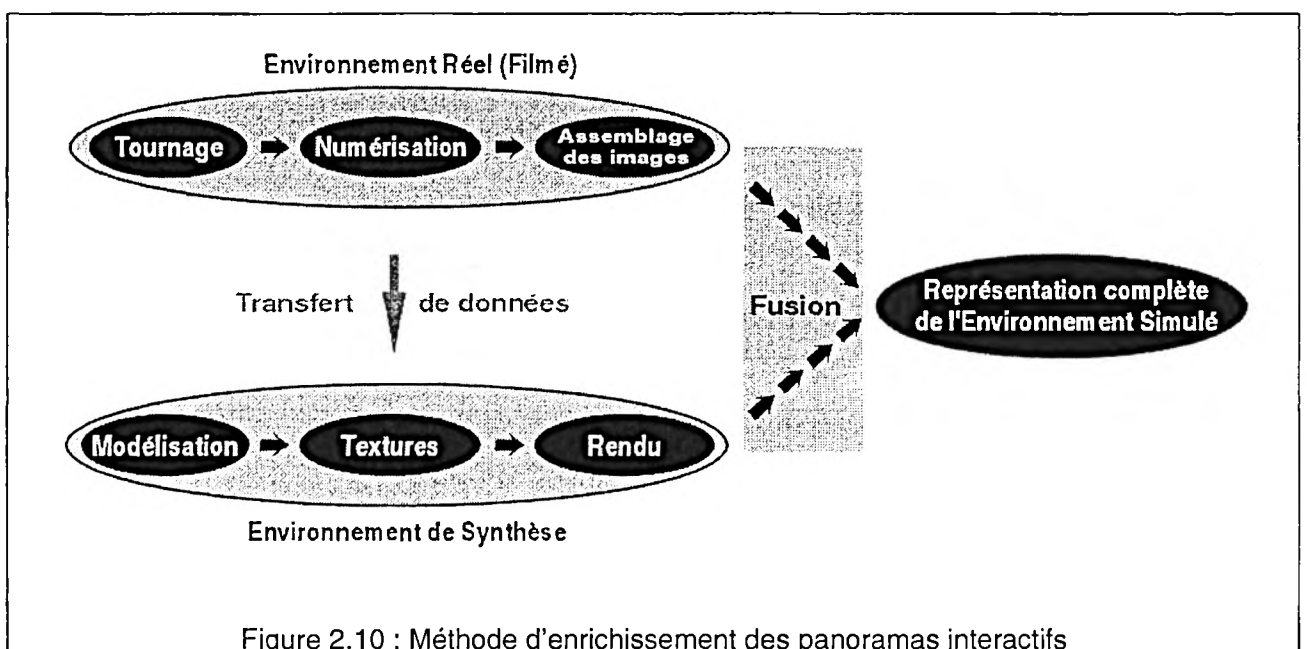 Environnement Réel (Filmé)
Tournage
Numérisation
Assemblage
des images
Transfert de données
Fusion
Représentation complète
de l'Environnement Simulé
Modélisation
Textures
Rendu
Environnement de Synthèse
Figure 2.10 : Méthode d'enrichissement des panoramas interactifs